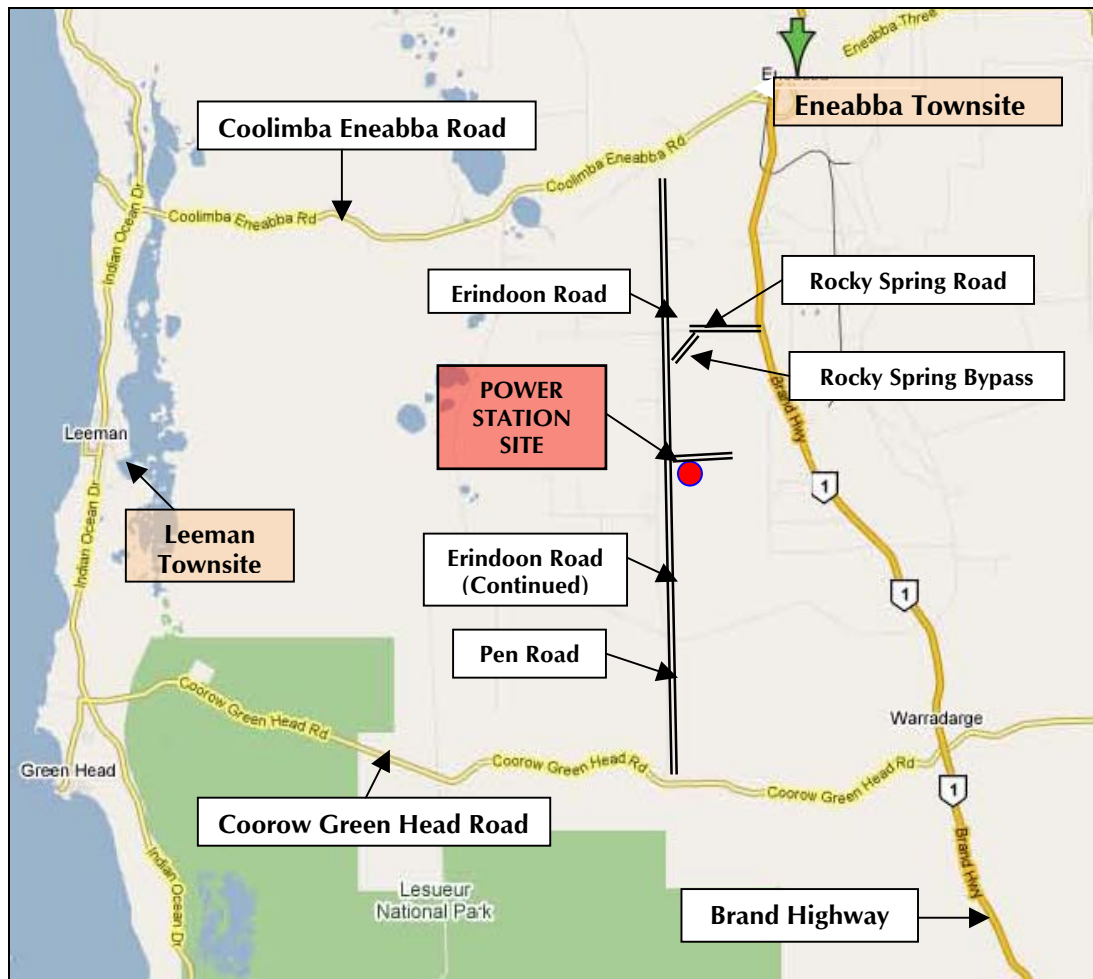 Eneabba Three
Eneabba Townsite
Coolimba Eneabba Road
Coolimba Eneabba Rd
Coolimba Eneabba Rd
Indian Ocean Dr
Erindoon Road
Rocky Spring Road
Rocky Spring Bypass
POWER
STATION
SITE
Brand Hwy
Leeman
1
Leeman
Townsite
Indian Ocean Dr
Erindoon Road
(Continued)
1
Pen Road
Coorow Green Head Rd
Warradarge
Green Head
Coorow Green Head Rd
Coorow Green Head Rd
1
Coorow Green Head Road
Indian Ocean Dr
Brand Hwy
Lesueur
National Park
Brand Highway